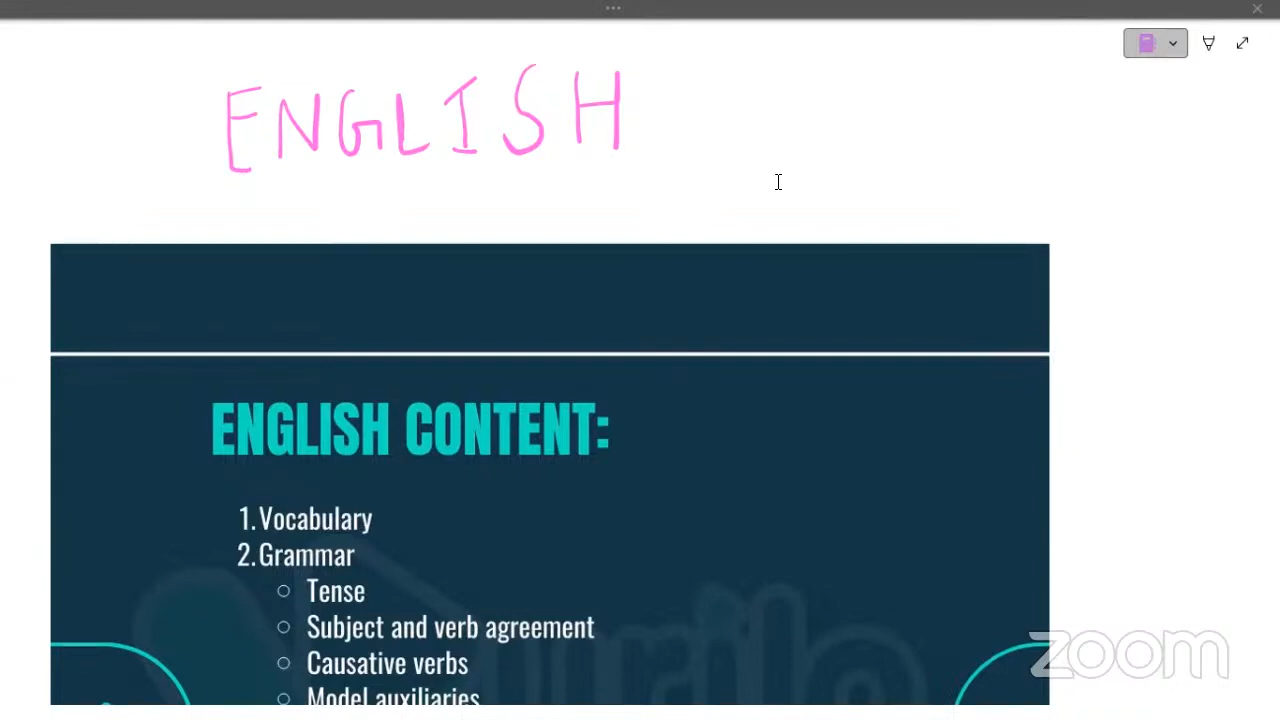 ENGLISH
ENGLISH CONTENT:
1.Vocabulary
2.Grammar
○ Tense
○ Subject and verb agreement
○ Causative verbs
○ Model auxiliaries
zoom